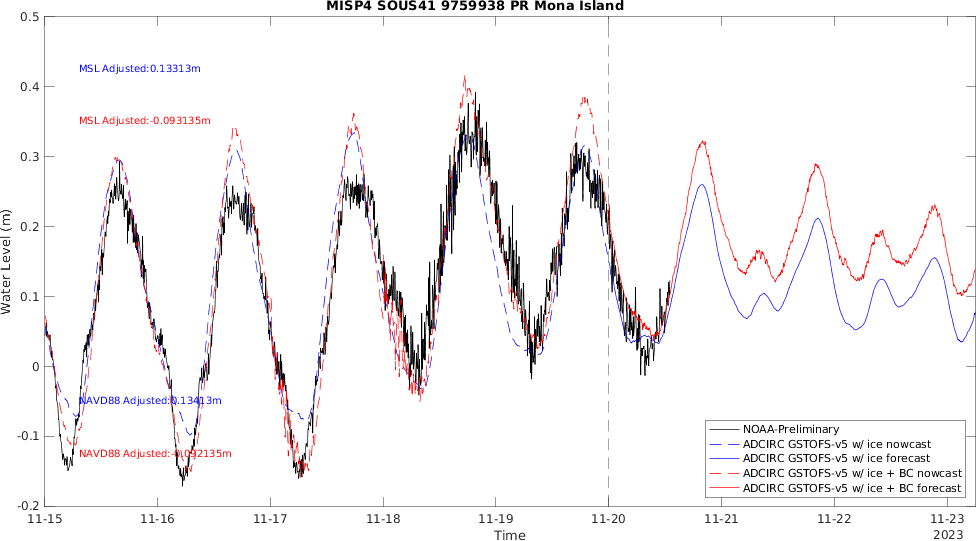 MISP4 SOUS41 9759938 PR Mona Island
0.5
0.4
0.3
0.2
0.1
0
-0.1
-0.2
Water Level (m)
MSL Adjusted:0.13313m
MSL Adjusted:-0.093135m
NAVD88 Adjusted:0.13413m
NAVD88 Adjusted:-0.092135m
NOAA-Preliminary
ADCIRC GSTOFS-v5 w/ ice nowcast
ADCIRC GSTOFS-v5 w/ ice forecast
ADCIRC GSTOFS-v5 w/ ice + BC nowcast
ADCIRC GSTOFS-v5 w/ ice + BC forecast
11-15 11-16 11-17 11-18 11-19 11-20 11-21 11-22 11-23
Time
2023